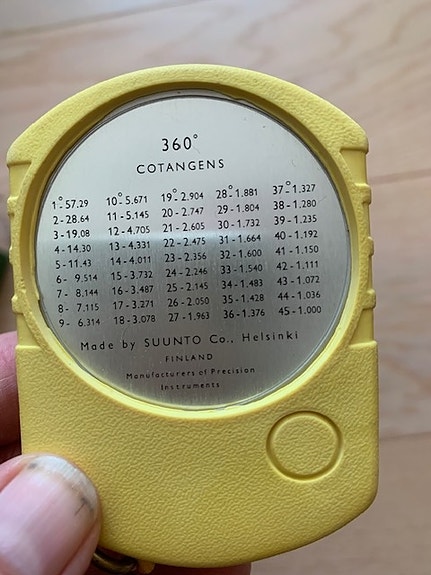 360°
COTANGENS
1°-57.29 10°-5.671 19°-2.904 28°-1.881 37°-1.327
2-28.64 11-5.145 20-2.747 29-1.804 38-1.280
3-19.08 12-4.705 21-2.605 30-1.732 39-1.235
4-14.30 13-4.331 22-2.475 31-1.664 40-1.192
5-11.43 14-4.011 23-2.356 32-1.600 41-1.150
6- 9.514 15-3.732 24-2.246 33-1.540 42-1.111
7- 8.144 16-3.487 25-2.145 34-1.483 43-1.072
8- 7.115 17-3.271 26-2.050 35-1.428 44-1.036
9- 6.314 18-3.078 27-1.963 36-1.376 45-1.000
Made by SUUNTO Co., Helsinki
FINLAND
Manufacturers of Precision
Instruments